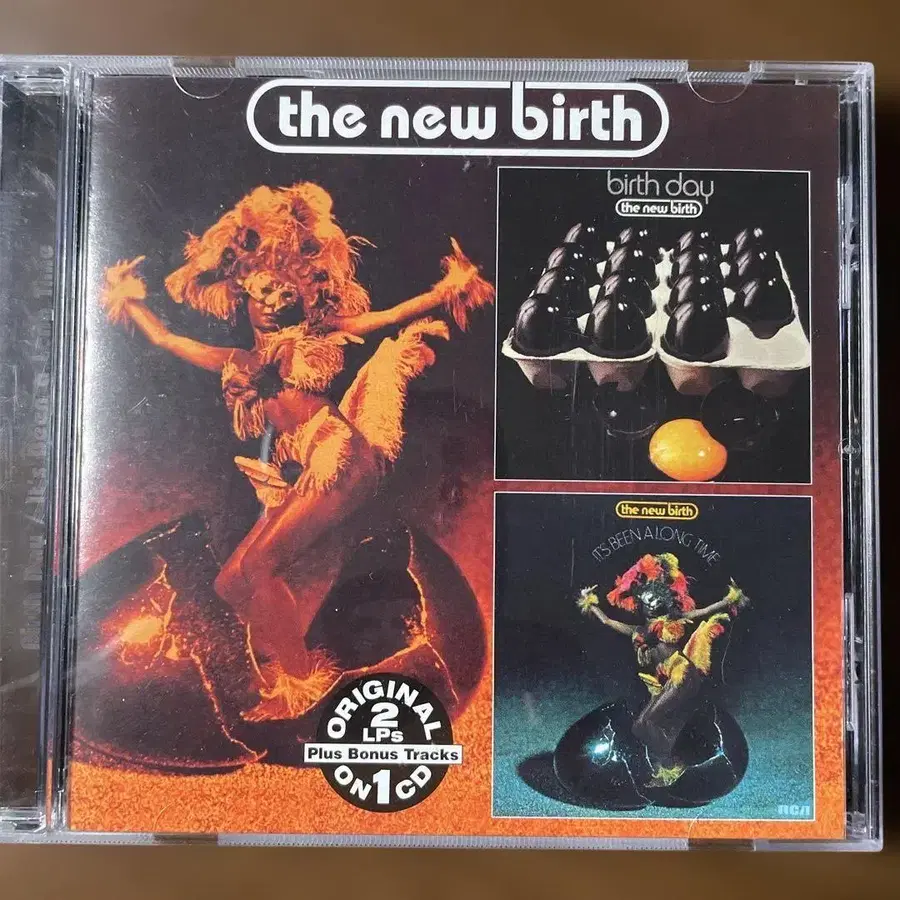 the new birth
birth day
the new birth
the new birth
IT'S BEEN A LONG TIME
ORIGINAL
2
LPs
Plus Bonus Tracks
ON 1 CD
RCA